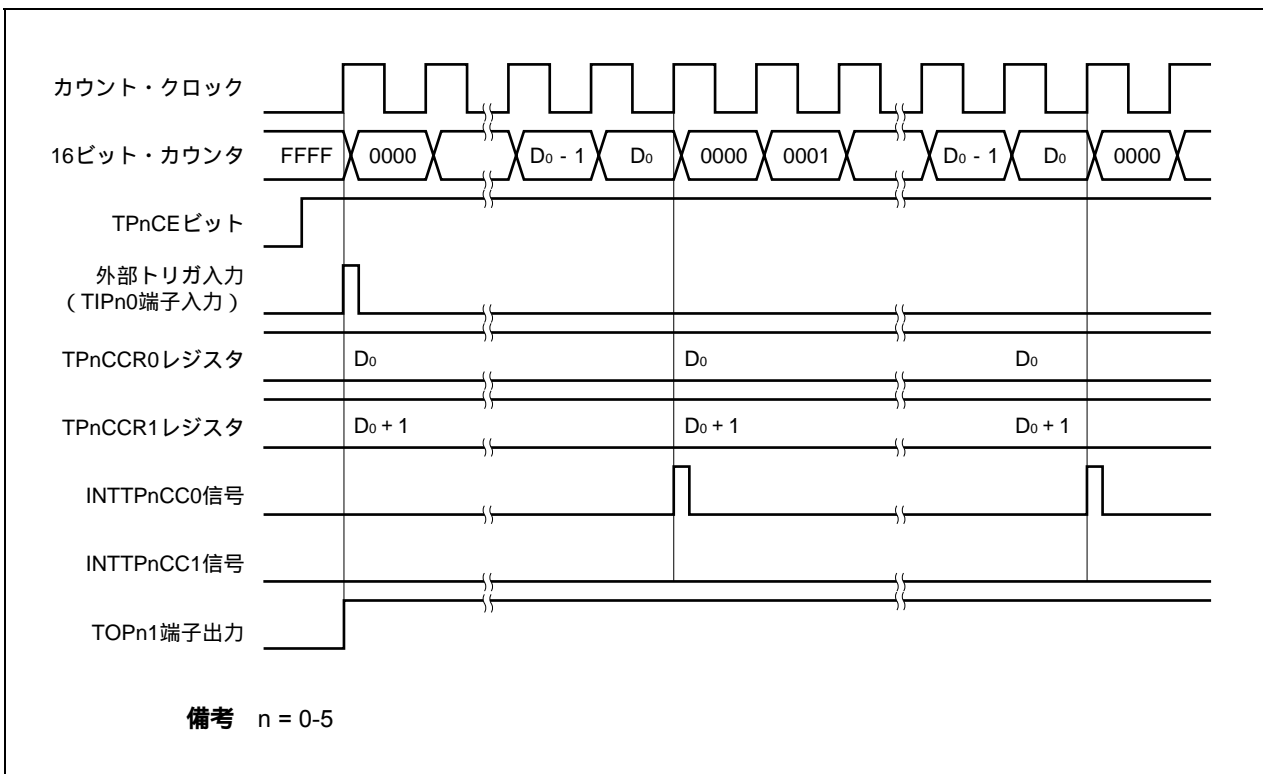 カウント・クロック
16ビット・カウンタ FFFF 0000 D0 - 1 D0 0000 0001 D0 - 1 D0 0000
TPnCEビット
外部トリガ入力
(TIPn0端子入力)
TPnCCR0レジスタ D0 D0 D0
TPnCCR1レジスタ D0 + 1 D0 + 1 D0 + 1
INTTPnCC0信号
INTTPnCC1信号
TOPn1端子出力
備考 n = 0-5